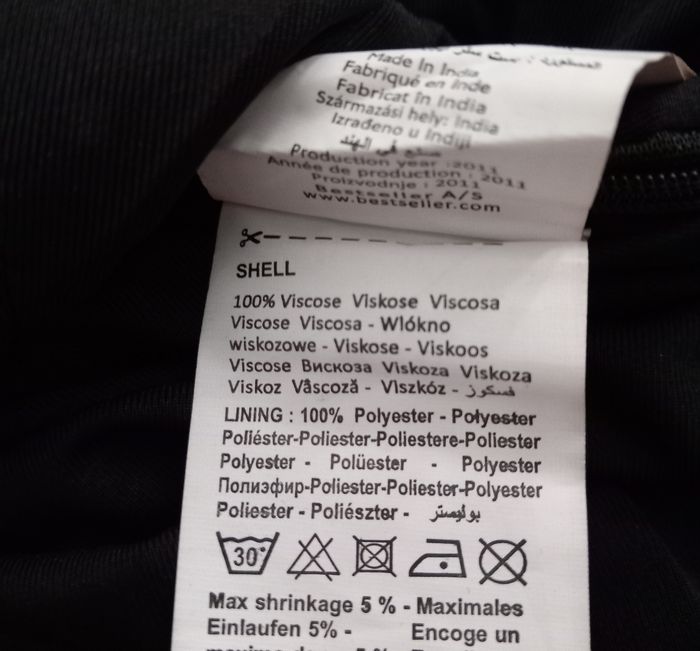 Made In India
Fabriqué en Inde
Fabricat în India
Származási hely: India
Izrađeno u Indiji
صنع في الهند
Production year :2011
Année de production : 2011
Proizvodnje : 2011
Bestseller A/S
www.bestseller.com
SHELL
100% Viscose Viskose Viscosa
Viscose Viscosa - Włókno
wiskozowe - Viskose - Viskoos
Viscose Вискоза Viskoza Viskoza
Viskoz Vâscoză - Viszkóz - فسكوز
LINING : 100% Polyester - Polyester
Poliéster-Poliester-Poliestere-Poliester
Polyester - Polüester - Polyester
Полиэфир-Poliester-Poliester-Polyester
Poliester - Poliészter - بوليستر
30°
Max shrinkage 5 % - Maximales
Einlaufen 5% - Encoge un